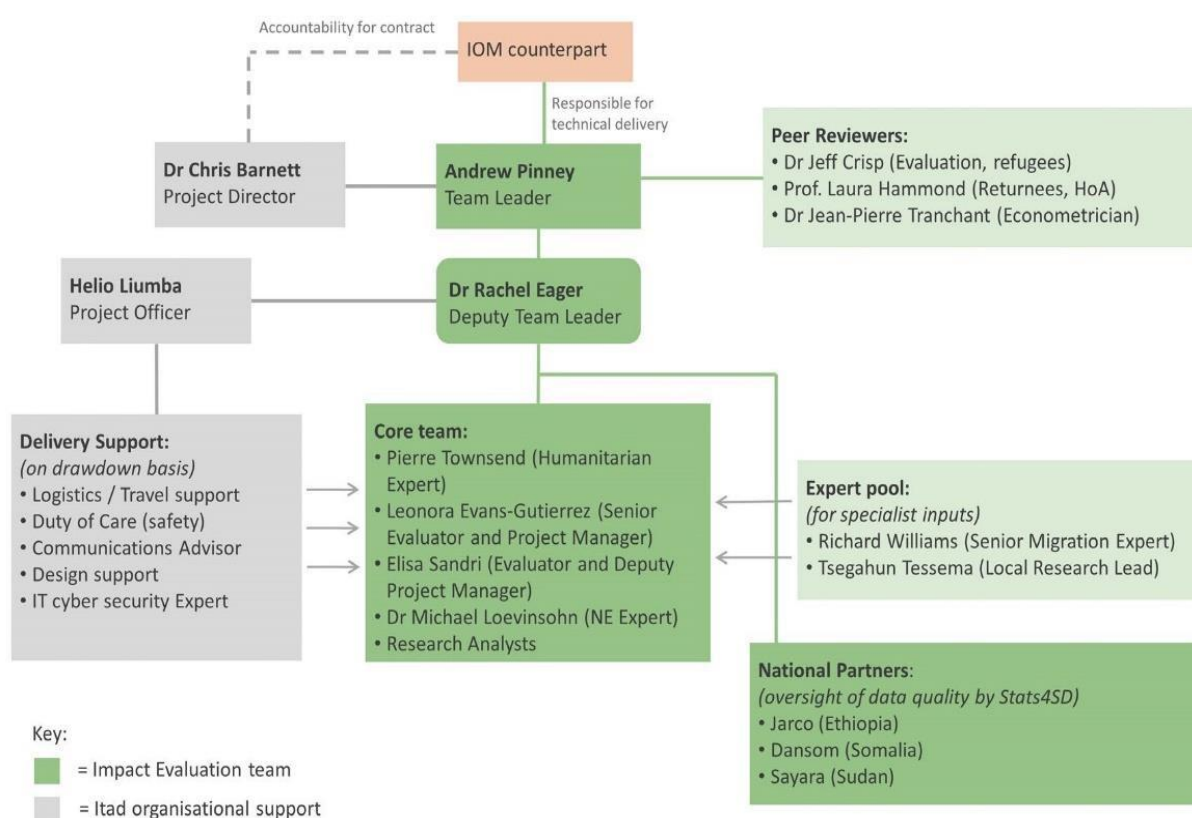 Accountability for contract
IOM counterpart
Responsible for
technical delivery
Dr Chris Barnett
Project Director
Andrew Pinney
Team Leader
Peer Reviewers:
• Dr Jeff Crisp (Evaluation, refugees)
• Prof. Laura Hammond (Returnees, HoA)
• Dr Jean-Pierre Tranchant (Econometrician)
Helio Liumba
Project Officer
Dr Rachel Eager
Deputy Team Leader
Delivery Support:
(on drawdown basis)
• Logistics / Travel support
• Duty of Care (safety)
• Communications Advisor
• Design support
• IT cyber security Expert
Core team:
• Pierre Townsend (Humanitarian
Expert)
• Leonora Evans-Gutierrez (Senior
Evaluator and Project Manager)
• Elisa Sandri (Evaluator and Deputy
Project Manager)
• Dr Michael Loevinsohn (NE Expert)
• Research Analysts
Expert pool:
(for specialist inputs)
• Richard Williams (Senior Migration Expert)
• Tsegahun Tessema (Local Research Lead)
National Partners:
(oversight of data quality by Stats4SD)
• Jarco (Ethiopia)
• Dansom (Somalia)
• Sayara (Sudan)
Key:
= Impact Evaluation team
= Itad organisational support